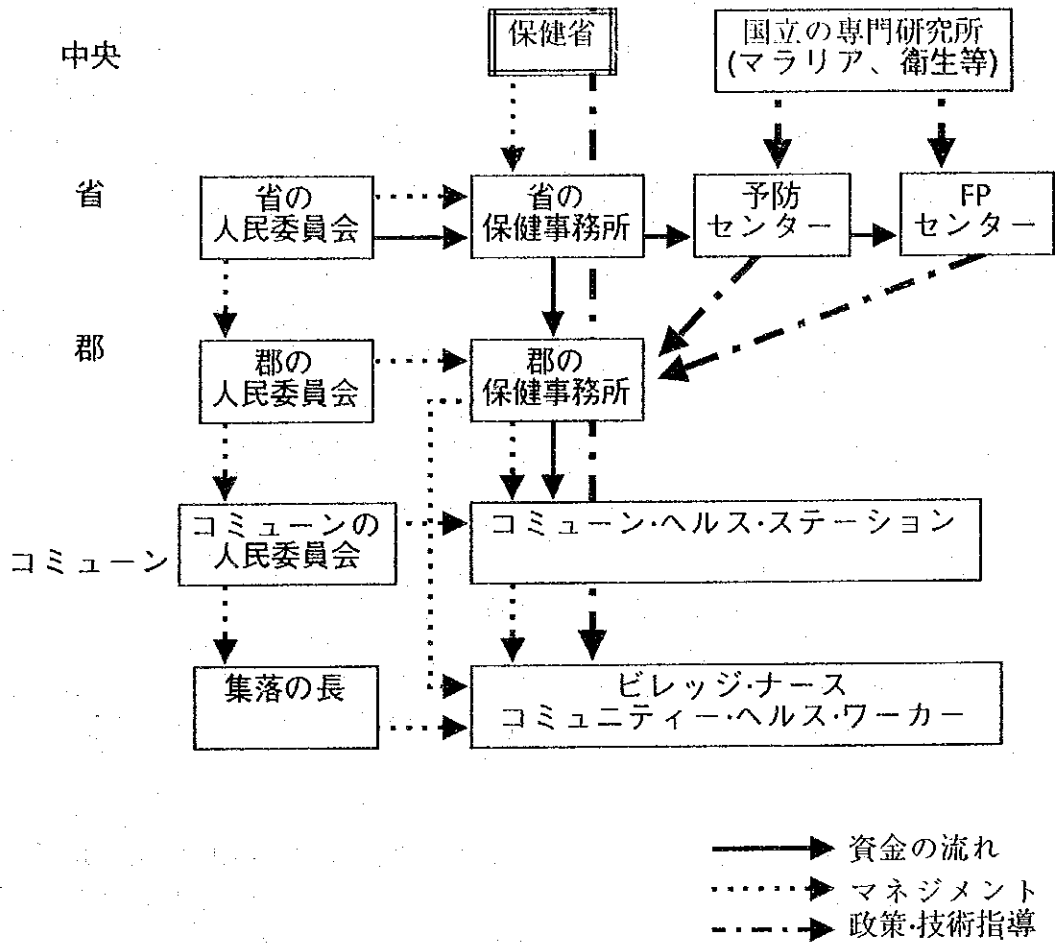 中央
保健省
国立の専門研究所
(マラリア、衛生等)
省
省の
人民委員会
省の
保健事務所
予防
センター
FP
センター
郡
郡の
人民委員会
郡の
保健事務所
コミューン
コミューンの
人民委員会
コミューン・ヘルス・ステーション
集落の長
ビレッジ・ナース
コミュニティー・ヘルス・ワーカー
資金の流れ
マネジメント
政策・技術指導